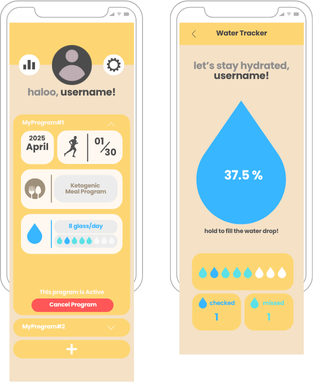 haloo, username!
MyProgram#1
2025
April
01
30
Ketogenic
Meal Program
8 glass/day
This program is Active
Cancel Program
MyProgram#2
+
Water Tracker
let's stay hydrated,
username!
37.5 %
hold to fill the water drop!
checked
1
missed
1